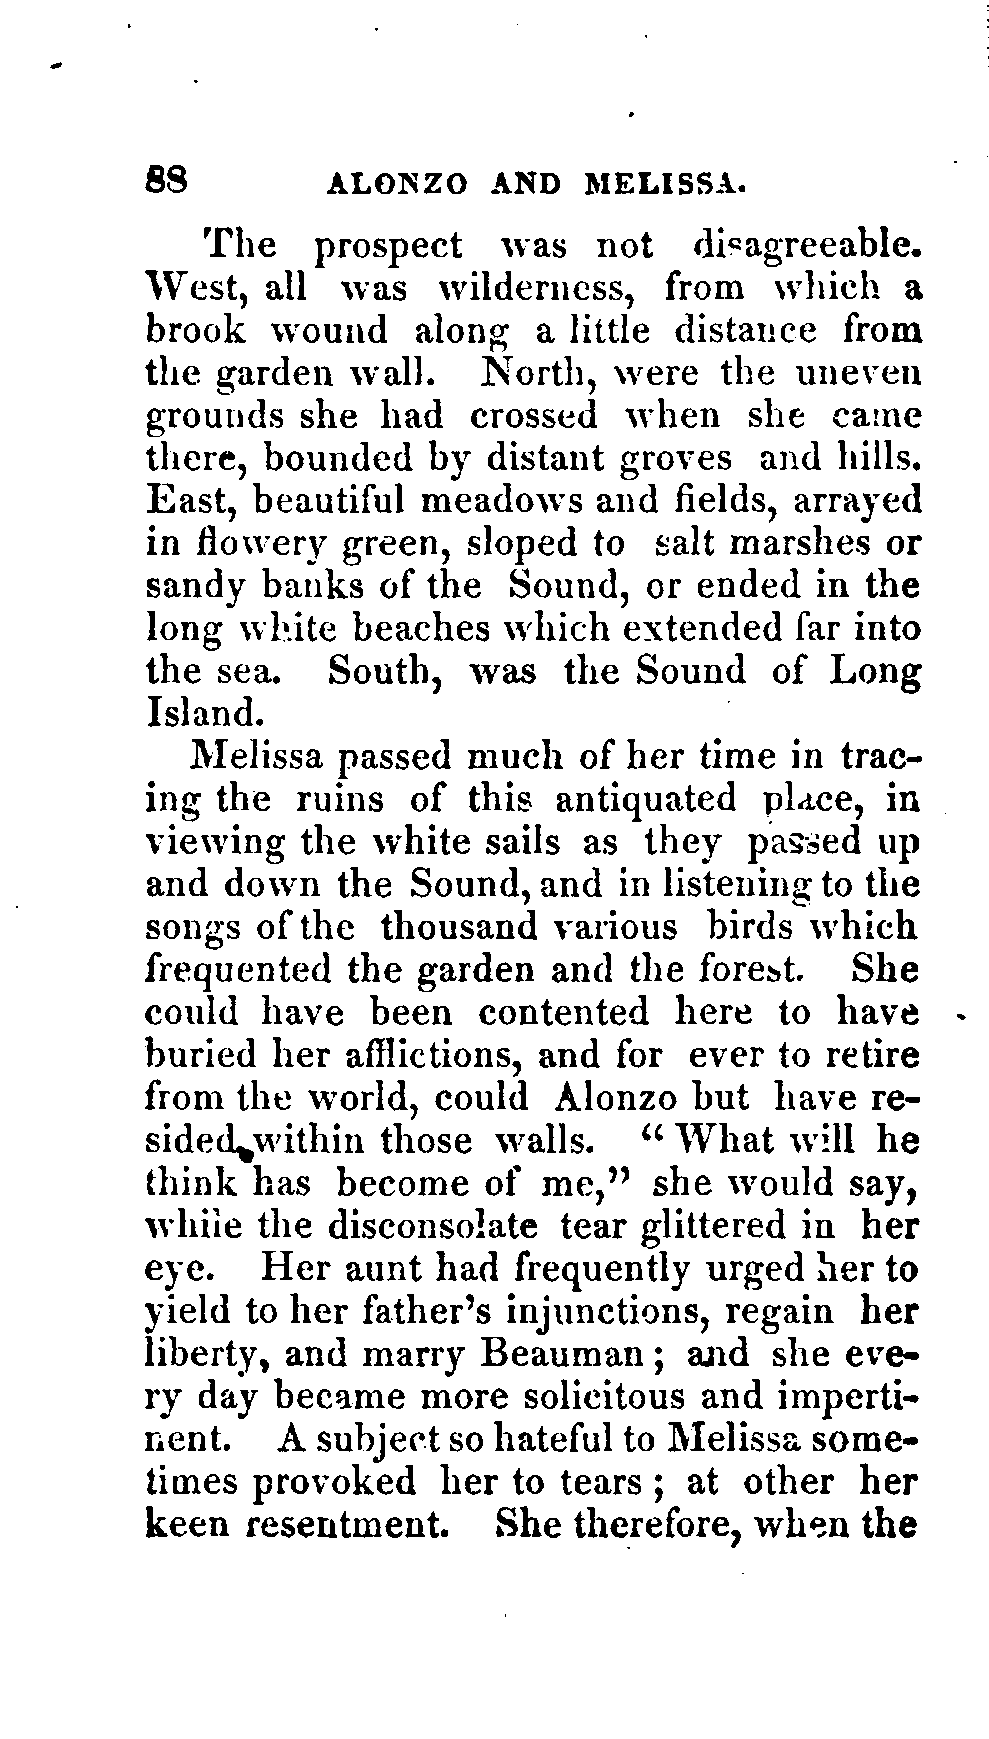 88 ALONZO AND MELISSA.
The prospect was not disagreeable.
West, all was wilderness, from which a
brook wound along a little distance from
the garden wall. North, were the uneven
grounds she had crossed when she came
there, bounded by distant groves and hills.
East, beautiful meadows and fields, arrayed
in flowery green, sloped to salt marshes or
sandy banks of the Sound, or ended in the
long white beaches which extended far into
the sea. South, was the Sound of Long
Island.
Melissa passed much of her time in trac-
ing the ruins of this antiquated place, in
viewing the white sails as they passed up
and down the Sound, and in listening to the
songs of the thousand various birds which
frequented the garden and the forest. She
could have been contented here to have
buried her afflictions, and for ever to retire
from the world, could Alonzo but have re-
sided within those walls. “What will he
think has become of me,” she would say,
while the disconsolate tear glittered in her
eye. Her aunt had frequently urged her to
yield to her father's injunctions, regain her
liberty, and marry Beauman; and she eve-
ry day became more solicitous and imperti-
nent. A subject so hateful to Melissa some-
times provoked her to tears; at other her
keen resentment. She therefore, when the